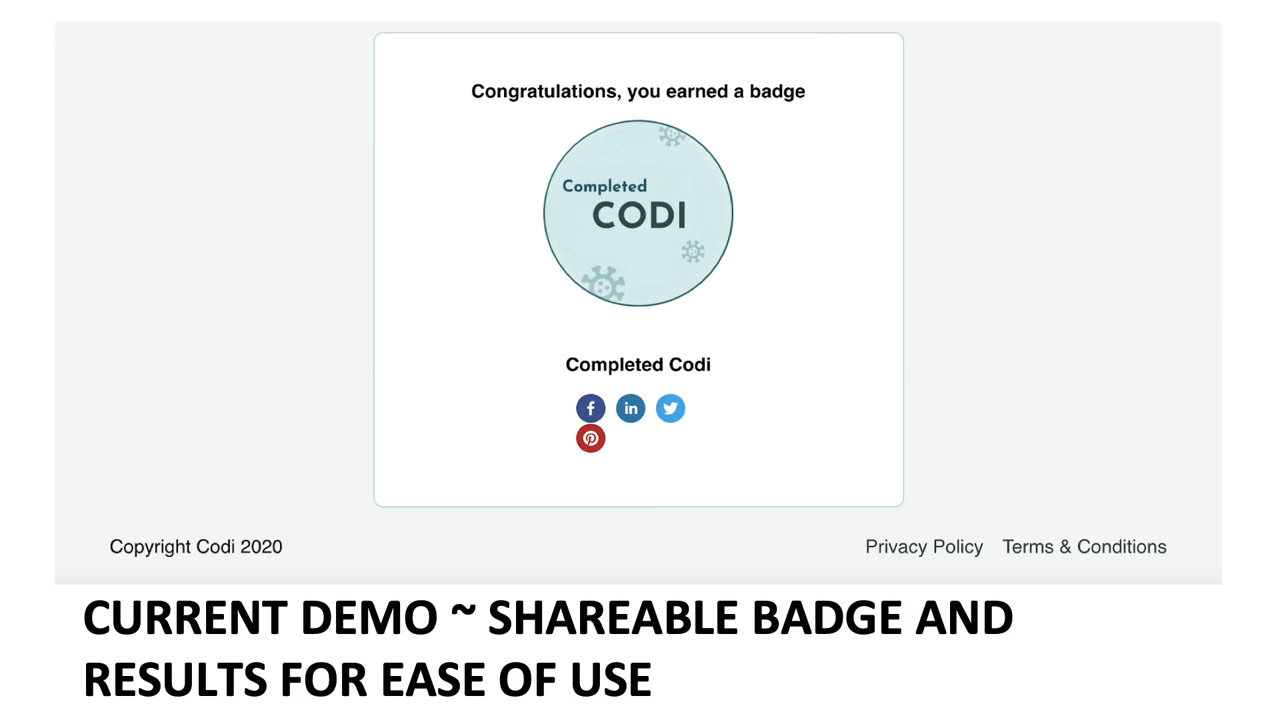 Congratulations, you earned a badge
Completed
CODI
Completed Codi
Copyright Codi 2020
Privacy Policy Terms & Conditions
CURRENT DEMO ~ SHAREABLE BADGE AND
RESULTS FOR EASE OF USE